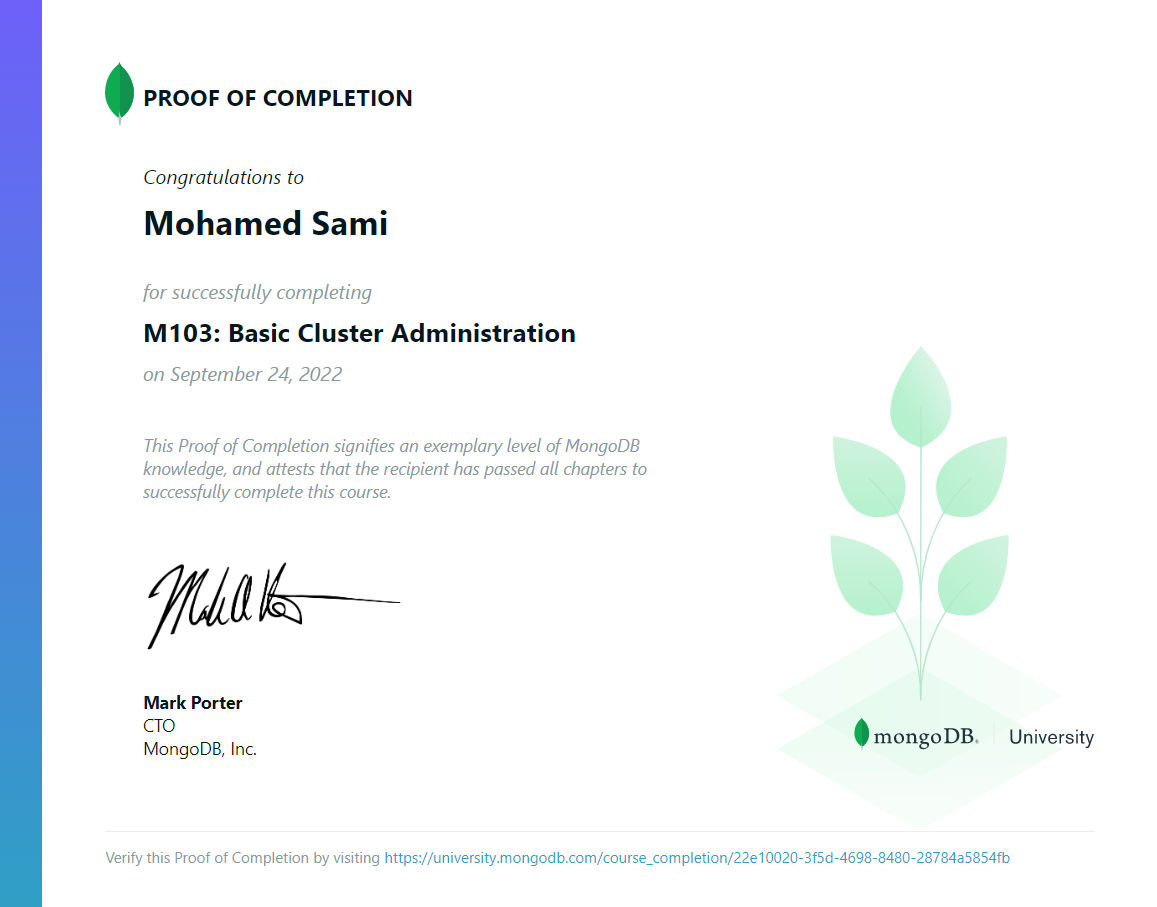 PROOF OF COMPLETION
Congratulations to
Mohamed Sami
for successfully completing
M103: Basic Cluster Administration
on September 24, 2022
This Proof of Completion signifies an exemplary level of MongoDB
knowledge, and attests that the recipient has passed all chapters to
successfully complete this course.
Mark Porter
CTO
MongoDB, Inc.
mongoDB® University
Verify this Proof of Completion by visiting https://university.mongodb.com/course_completion/22e10020-3f5d-4698-8480-28784a5854fb